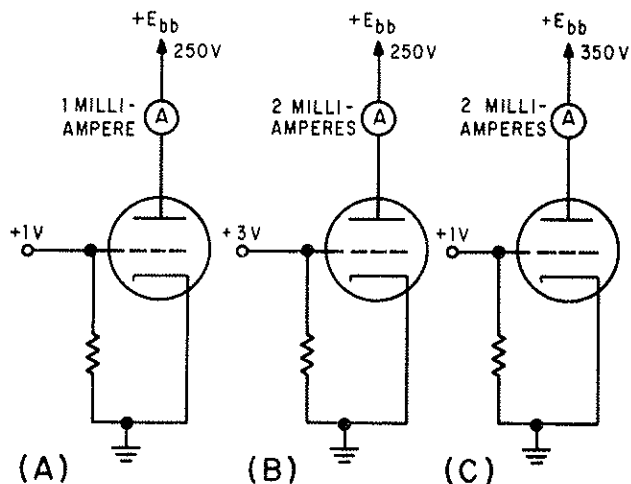 +Ebb
250V
1 MILLI-
AMPERE
A
+1V
(A)
+Ebb
250V
2 MILLI-
AMPERES
A
+3V
(B)
+Ebb
350V
2 MILLI-
AMPERES
A
+1V
(C)